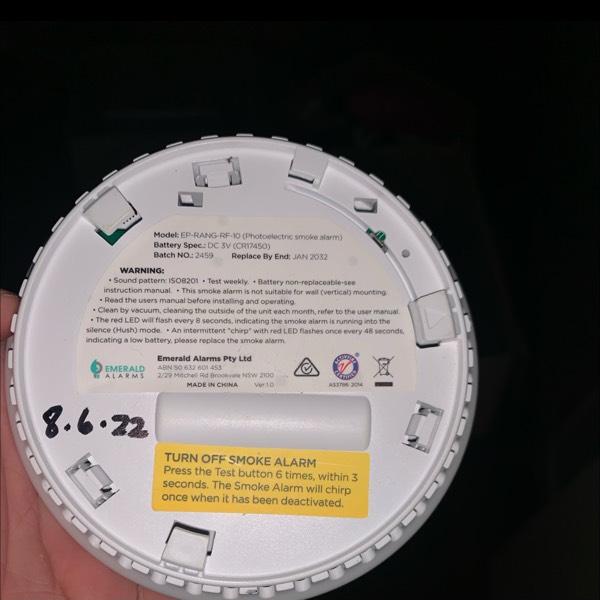 Model: EP-RANG-RF-10 (Photoelectric smoke alarm)
Battery Spec.: DC 3V (CR17450)
Batch NO.: 2459 Replace By End: JAN 2032
WARNING:
• Sound pattern: ISO8201 • Test weekly. • Battery non-replaceable-see
instruction manual. • This smoke alarm is not suitable for wall (vertical) mounting.
• Read the users manual before installing and operating.
• Clean by vacuum, cleaning the outside of the unit each month, refer to the user manual.
• The red LED will flash every 8 seconds, indicating the smoke alarm is running into the
silence (Hush) mode. • An intermittent "chirp" with red LED flashes once every 48 seconds,
indicating a low battery, please replace the smoke alarm.
EMERALD
ALARMS
Emerald Alarms Pty Ltd
ABN 50 632 601 453
2/29 Mitchell Rd Brookvale NSW 2100
MADE IN CHINA Ver:1.0
AS3786: 2014
8.6.22
TURN OFF SMOKE ALARM
Press the Test button 6 times, within 3
seconds. The Smoke Alarm will chirp
once when it has been deactivated.